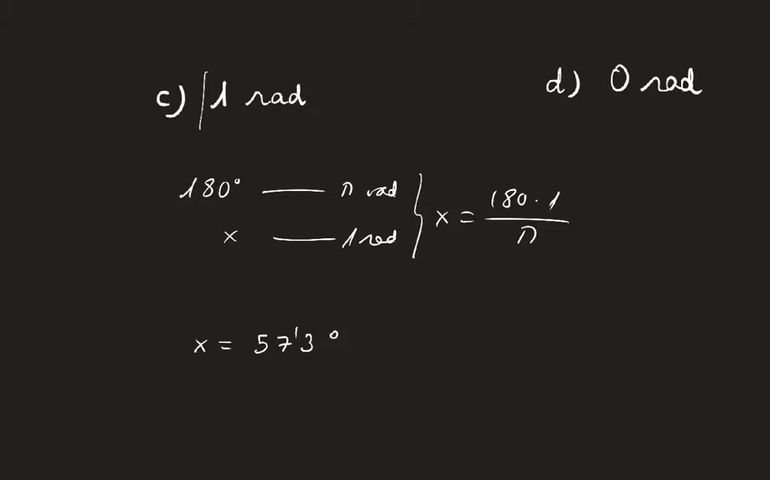 c) 1 rad
d) 0 rad
180° — π rad
x — 1 rad
} x = 180 · 1 / π
x = 57'3°